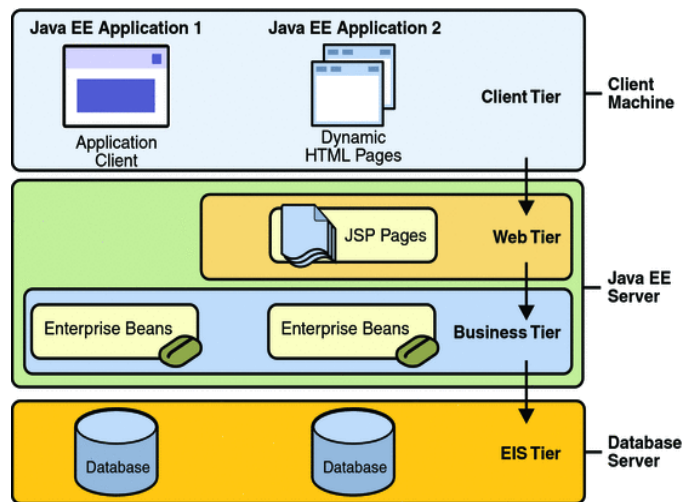 Java EE Application 1
Java EE Application 2
Application
Client
Dynamic
HTML Pages
Client Tier
Client
Machine
JSP Pages
Web Tier
Java EE
Server
Enterprise Beans
Enterprise Beans
Business Tier
Database
Database
EIS Tier
Database
Server